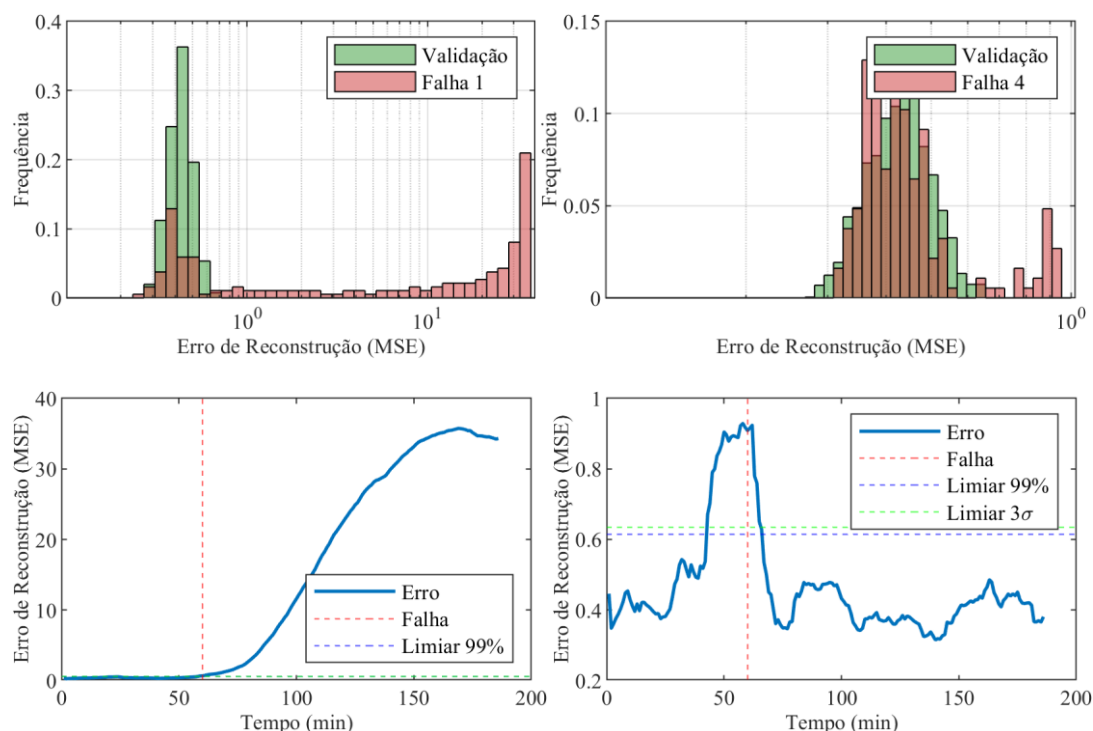 0.4
0.3
0.2
0.1
0
Frequência
Validação
Falha 1
10^0
10^1
Erro de Reconstrução (MSE)
0.15
0.1
0.05
0
Frequência
Validação
Falha 4
10^0
Erro de Reconstrução (MSE)
40
30
20
10
0
Erro de Reconstrução (MSE)
Erro
Falha
Limiar 99%
0
50
100
150
200
Tempo (min)
1
0.8
0.6
0.4
0.2
Erro de Reconstrução (MSE)
Erro
Falha
Limiar 99%
Limiar 3σ
0
50
100
150
200
Tempo (min)